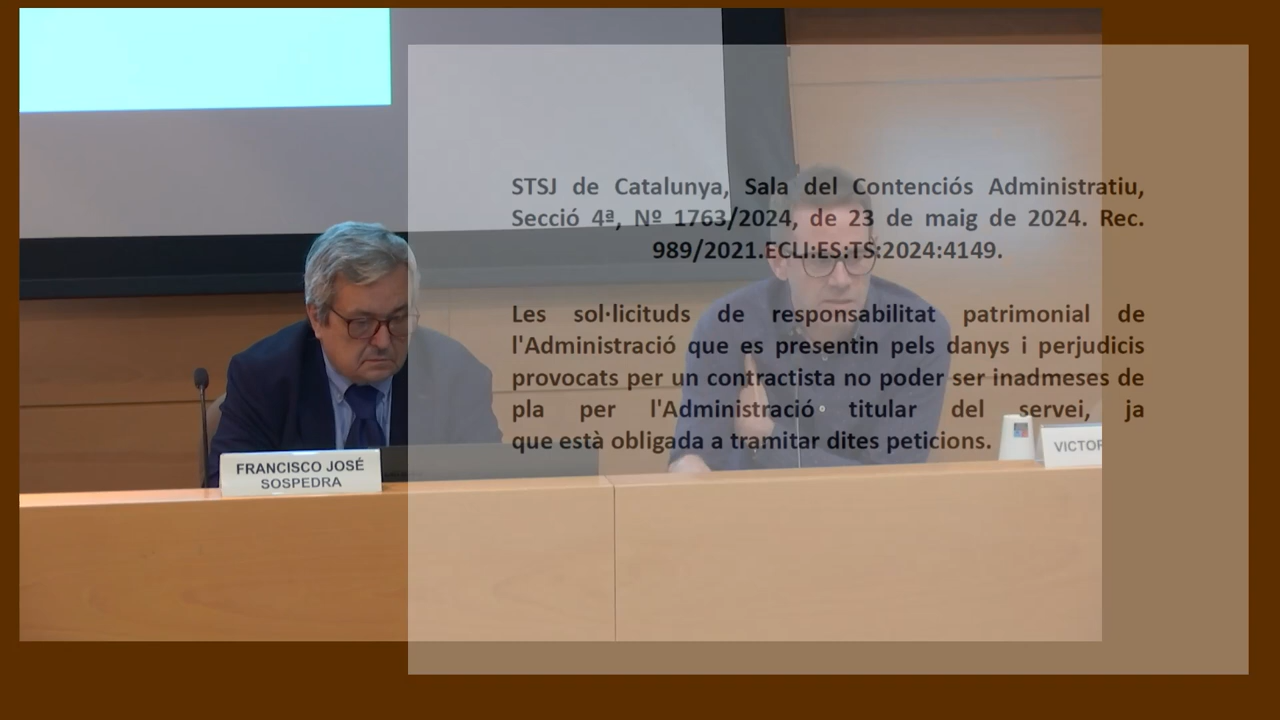 STSJ de Catalunya, Sala del Contenciós Administratiu,
Secció 4ª, Nº 1763/2024, de 23 de maig de 2024. Rec.
989/2021.ECLI:ES:TS:2024:4149.
Les sol·licituds de responsabilitat patrimonial de
l'Administració que es presentin pels danys i perjudicis
provocats per un contractista no poder ser inadmeses de
pla per l'Administració titular del servei, ja
que està obligada a tramitar dites peticions.
FRANCISCO JOSÉ
SOSPEDRA
VICTOR